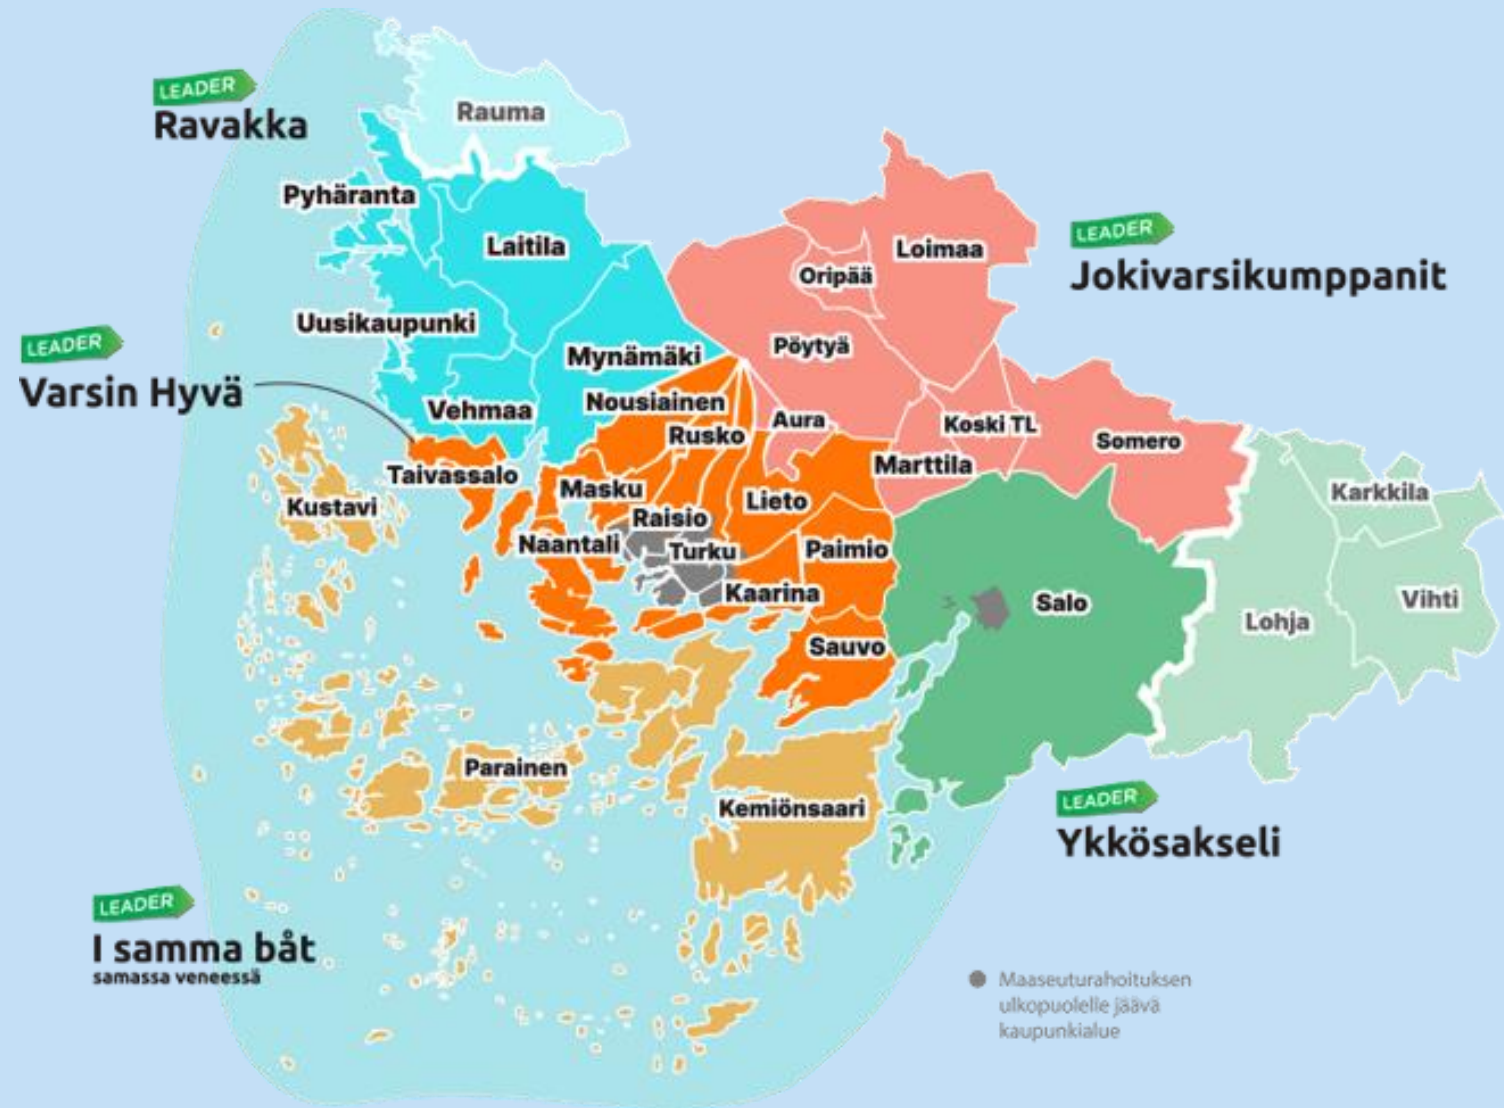 LEADER
Ravakka
Rauma
Pyhäranta
Laitila
Loimaa
LEADER
Jokivarsikumppanit
Oripää
Uusikaupunki
LEADER
Varsin Hyvä
Mynämäki
Pöytyä
Nousiainen
Vehmaa
Aura
Koski TL
Rusko
Somero
Taivassalo
Marttila
Masku
Lieto
Karkkila
Kustavi
Raisio
Naantali
Turku
Paimio
Kaarina
Salo
Vihti
Lohja
Sauvo
Parainen
Kemiönsaari
LEADER
Ykkösakseli
LEADER
I samma båt
samassa veneessä
Maaseuturahoituksen
ulkopuolelle jäävä
kaupunkialue